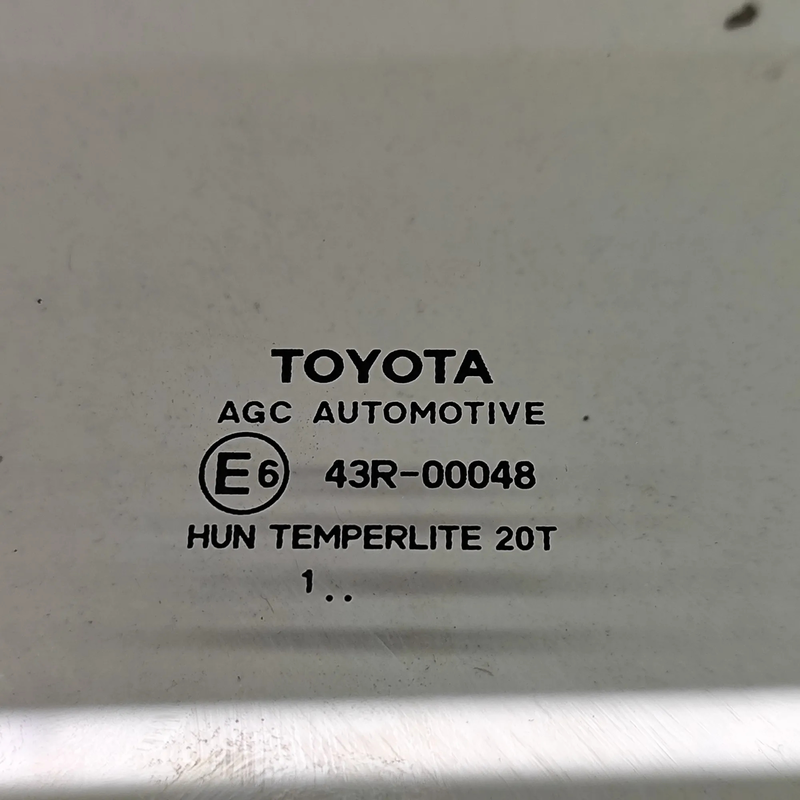 TOYOTA
AGC AUTOMOTIVE
E6 43R-00048
HUN TEMPERLITE 20T
1..